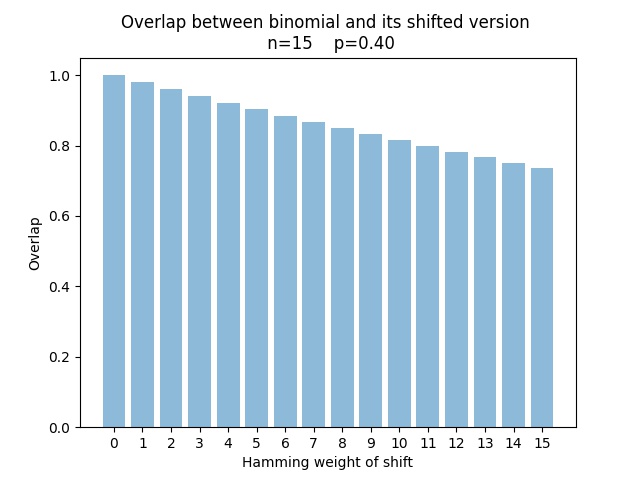 Overlap between binomial and its shifted version
n=15    p=0.40
1.0
0.8
0.6
0.4
0.2
0.0
Overlap
0 1 2 3 4 5 6 7 8 9 10 11 12 13 14 15
Hamming weight of shift